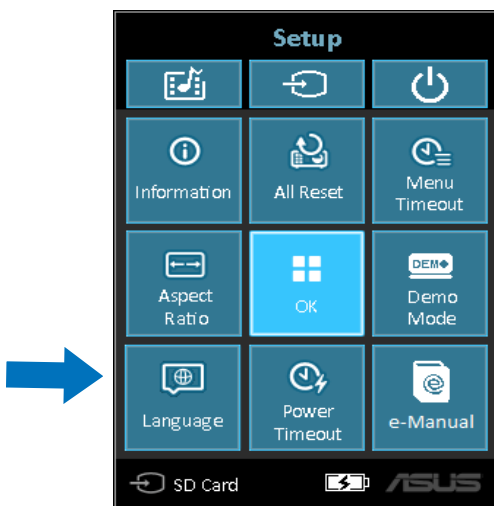 Setup
Information
All Reset
Menu
Timeout
Aspect
Ratio
OK
DEMO
Demo
Mode
Language
Power
Timeout
e-Manual
SD Card
ASUS